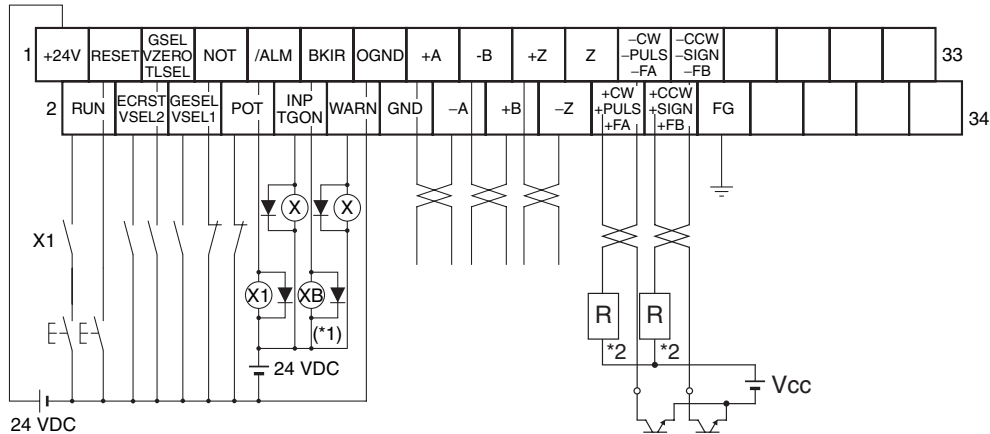 1
+24V
RESET
GSEL
VZERO
TLSEL
NOT
/ALM
BKIR
OGND
+A
-B
+Z
Z
−CW
−PULS
−FA
−CCW
−SIGN
−FB
33
2
RUN
ECRST
VSEL2
GESEL
VSEL1
POT
INP
TGON
WARN
GND
−A
+B
−Z
+CW
+PULS
+FA
+CCW
+SIGN
+FB
FG
34
X
X
X1
X1
XB
(*1)
R
R
*2
*2
24 VDC
Vcc
24 VDC